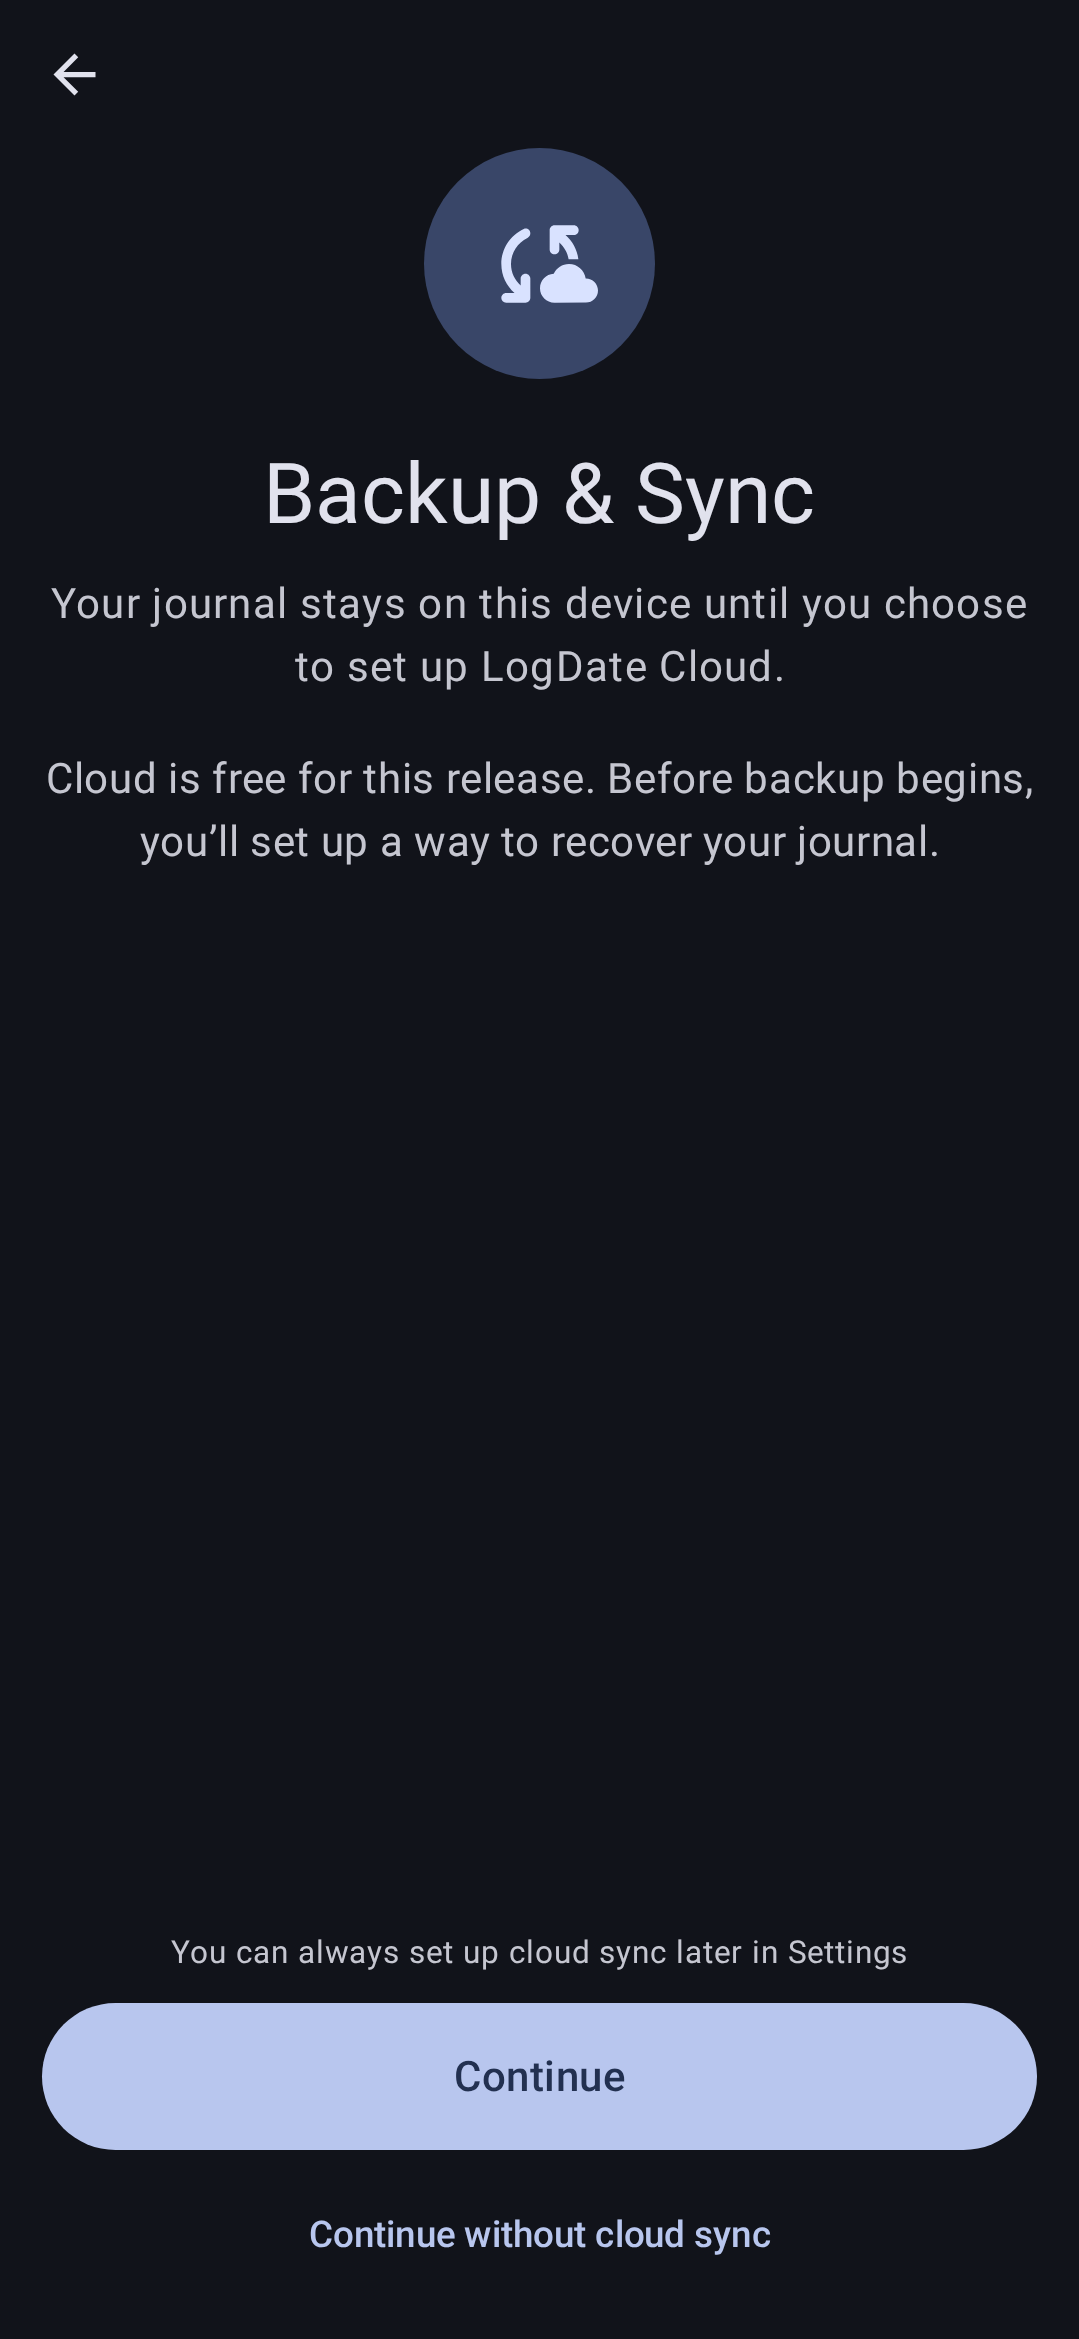 Backup & Sync
Your journal stays on this device until you choose
to set up LogDate Cloud.
Cloud is free for this release. Before backup begins,
you’ll set up a way to recover your journal.
You can always set up cloud sync later in Settings
Continue
Continue without cloud sync